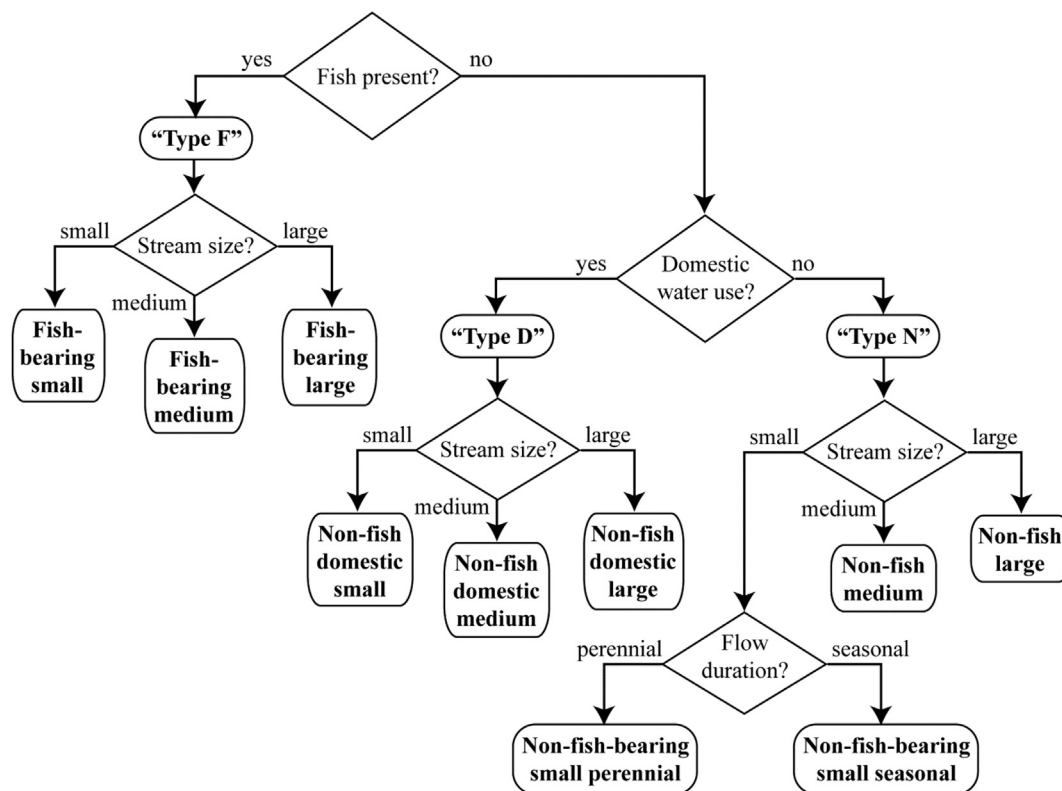 yes
Fish present?
no
“Type F”
small
Stream size?
large
medium
Fish-
bearing
small
Fish-
bearing
medium
Fish-
bearing
large
yes
Domestic
water use?
no
“Type D”
“Type N”
small
Stream size?
large
medium
Non-fish
domestic
small
Non-fish
domestic
medium
Non-fish
domestic
large
small
Stream size?
large
medium
Non-fish
medium
Non-fish
large
perennial
Flow
duration?
seasonal
Non-fish-bearing
small perennial
Non-fish-bearing
small seasonal